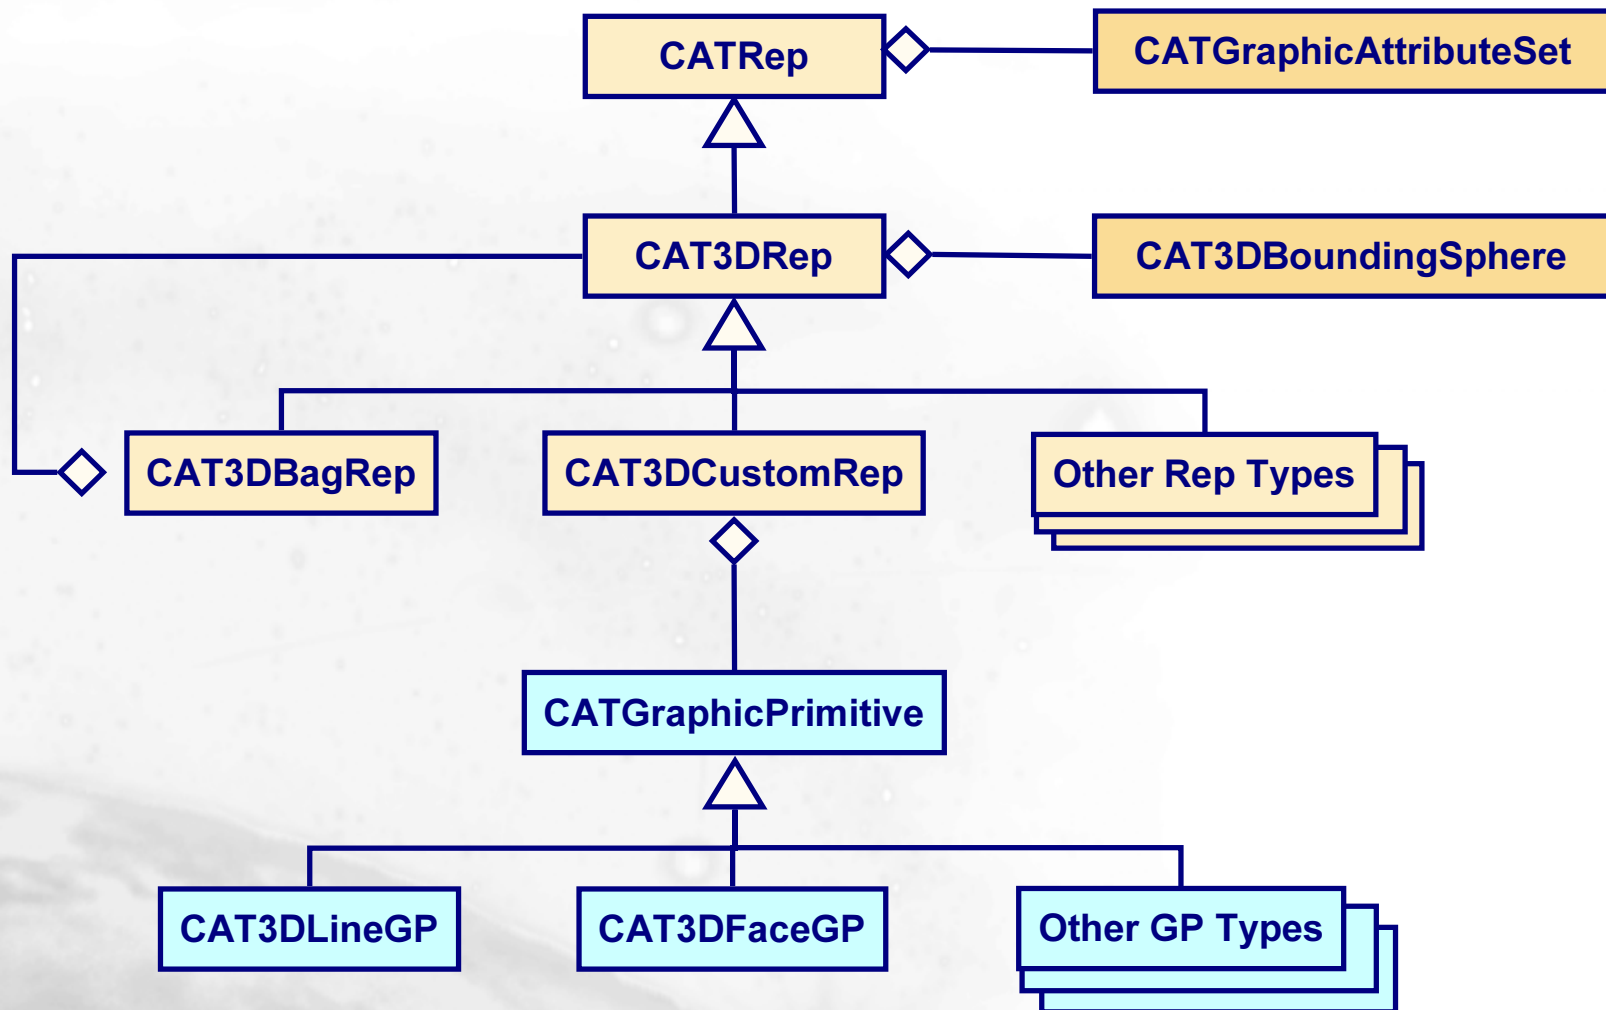 CATRep
CATGraphicAttributeSet
CAT3DRep
CAT3DBoundingSphere
CAT3DBagRep
CAT3DCustomRep
Other Rep Types
CATGraphicPrimitive
CAT3DLineGP
CAT3DFaceGP
Other GP Types